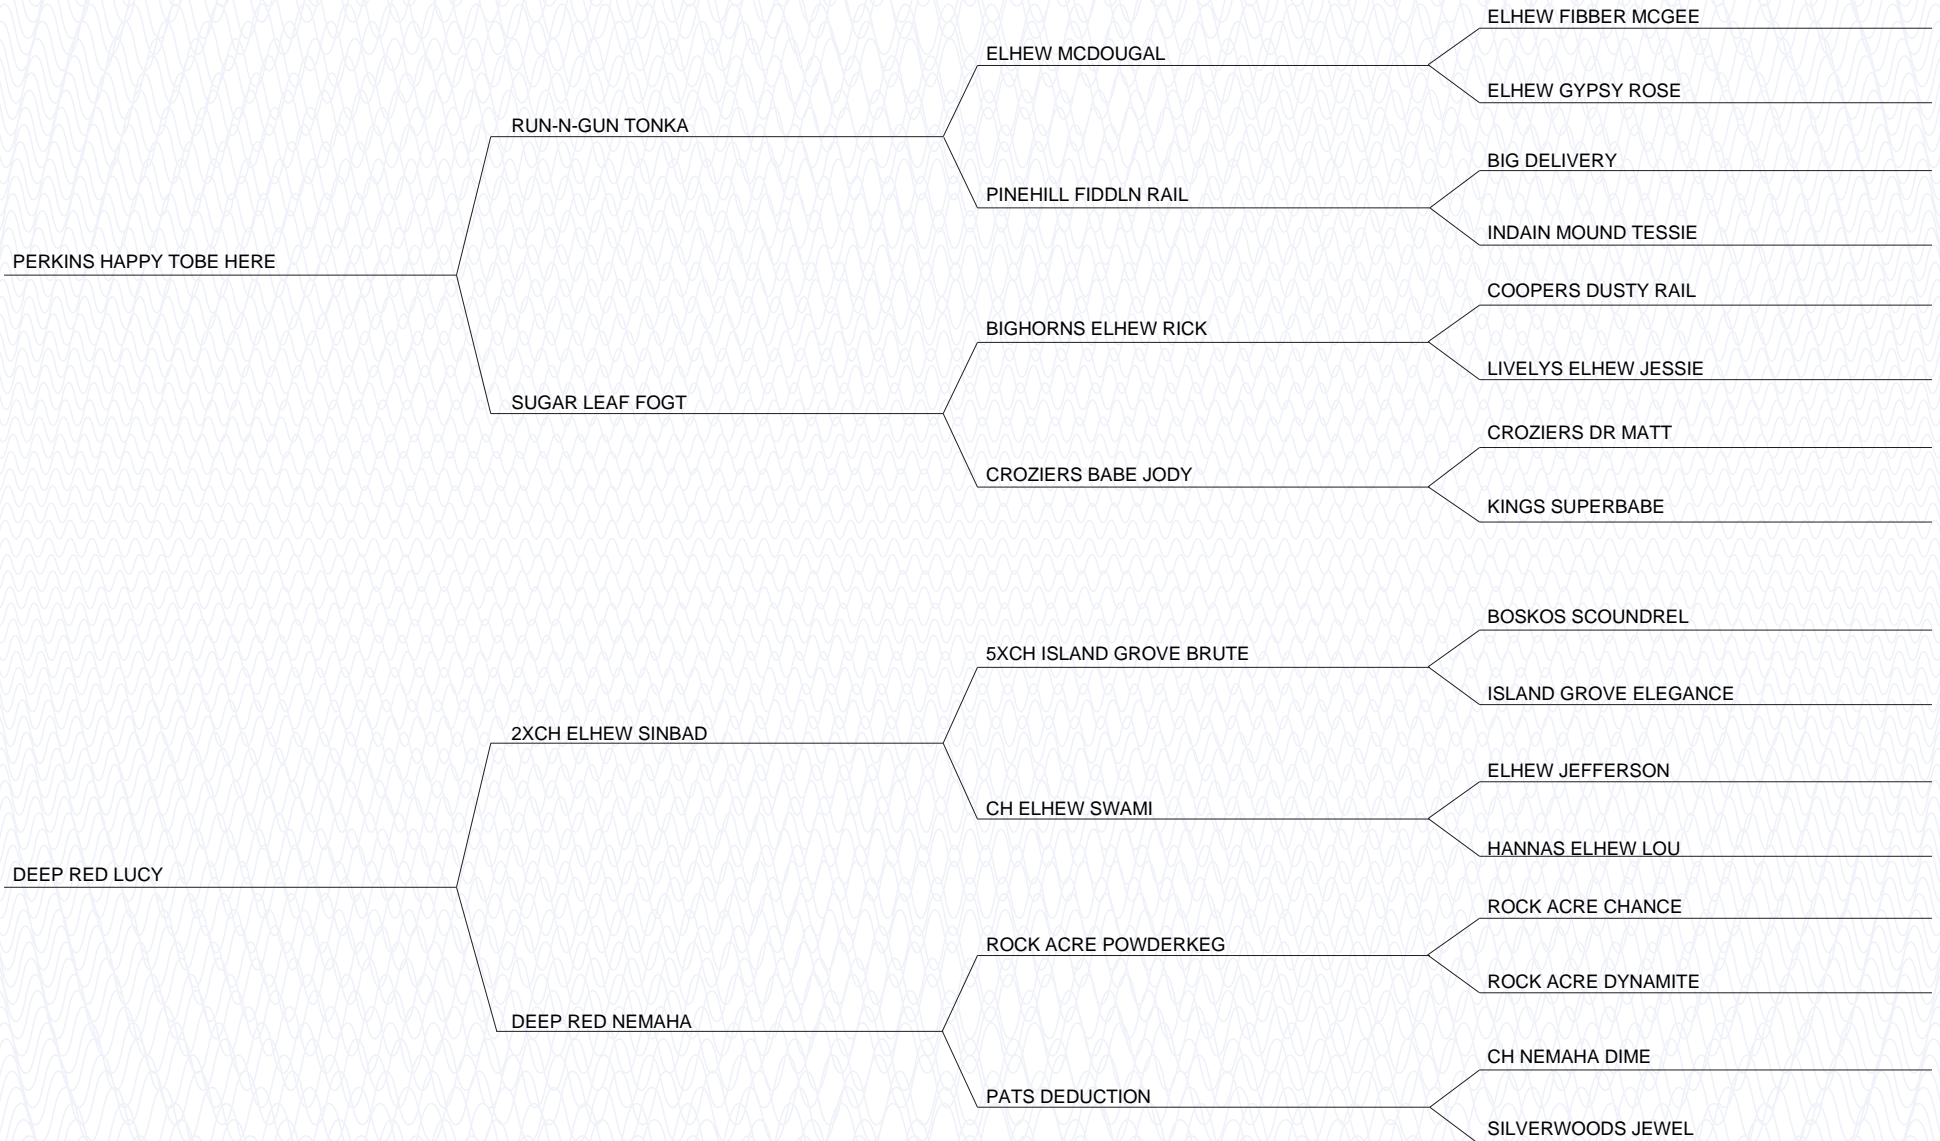 ELHEW FIBBER MCGEE
ELHEW MCDOUGAL
ELHEW GYPSY ROSE
RUN-N-GUN TONKA
BIG DELIVERY
PINEHILL FIDDLN RAIL
INDAIN MOUND TESSIE
PERKINS HAPPY TOBE HERE
COOPERS DUSTY RAIL
BIGHORNS ELHEW RICK
LIVELYS ELHEW JESSIE
SUGAR LEAF FOGT
CROZIERS DR MATT
CROZIERS BABE JODY
KINGS SUPERBABE
BOSKOS SCOUNDREL
5XCH ISLAND GROVE BRUTE
ISLAND GROVE ELEGANCE
2XCH ELHEW SINBAD
ELHEW JEFFERSON
CH ELHEW SWAMI
HANNAS ELHEW LOU
DEEP RED LUCY
ROCK ACRE CHANCE
ROCK ACRE POWDERKEG
ROCK ACRE DYNAMITE
DEEP RED NEMAHA
CH NEMAHA DIME
PATS DEDUCTION
SILVERWOODS JEWEL